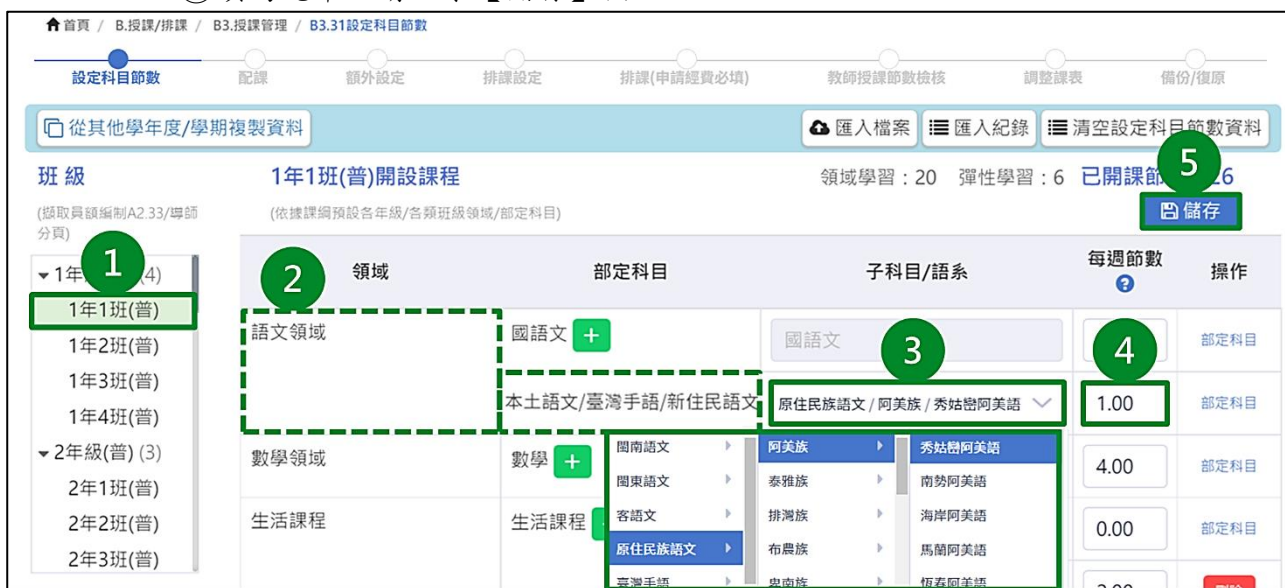 首頁 / B.授課/排課 / B3.授課管理 / B3.31設定科目節數
設定科目節數 配課 額外設定 排課設定 排課(申請經費必填) 教師授課節數檢核 調整課表 備份/復原
從其他學年度/學期複製資料 匯入檔案 匯入紀錄 清空設定科目節數資料
班級 1年1班(普)開設課程 領域學習：20 彈性學習：6 已開課節 26
5
(擷取員額編制A2.33/導師分頁) (依據課綱預設各年級/各類班級領域/部定科目) 儲存
領域 部定科目 子科目/語系 每週節數 ? 操作
1年 (4)
1
2
1年1班(普)
語文領域 國語文 + 國語文 部定科目
3
4
1年2班(普)
1年3班(普)
本土語文/臺灣手語/新住民語文 原住民族語文 / 阿美族 / 秀姑巒阿美語 1.00 部定科目
1年4班(普)
2年級(普) (3)
數學領域 數學 + 4.00 部定科目
閩南語文 阿美族 秀姑巒阿美語
閩東語文 泰雅族 南勢阿美語
2年1班(普)
2年2班(普)
生活課程 生活課程 0.00 部定科目
客語文 排灣族 海岸阿美語
原住民族語文 布農族 馬蘭阿美語
2年3班(普)
臺灣手語 卑南族 恆春阿美語